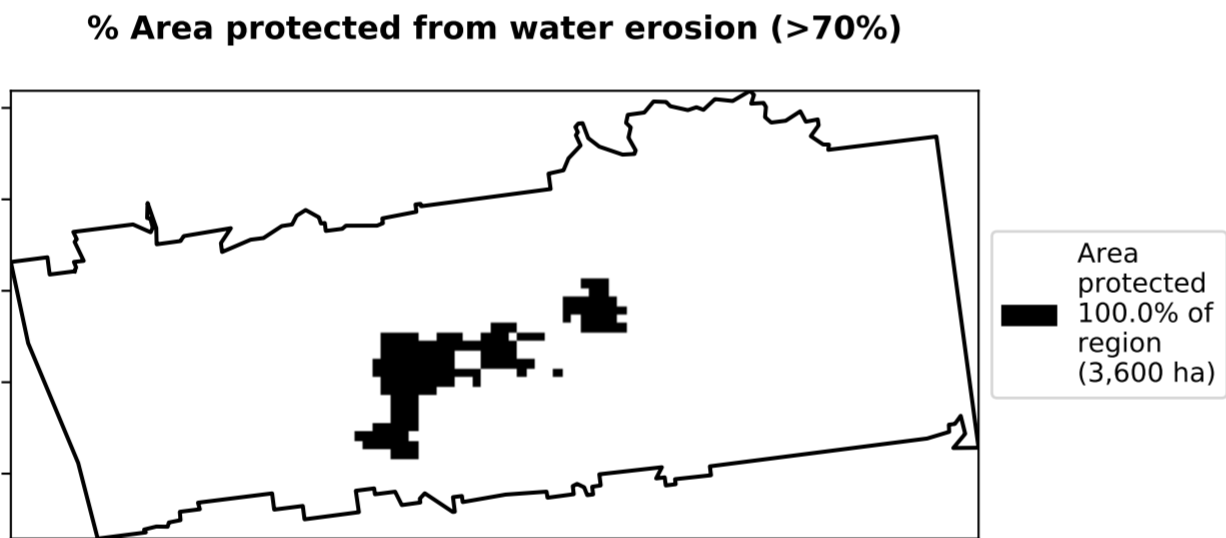 % Area protected from water erosion (>70%)
Area
protected
100.0% of
region
(3,600 ha)